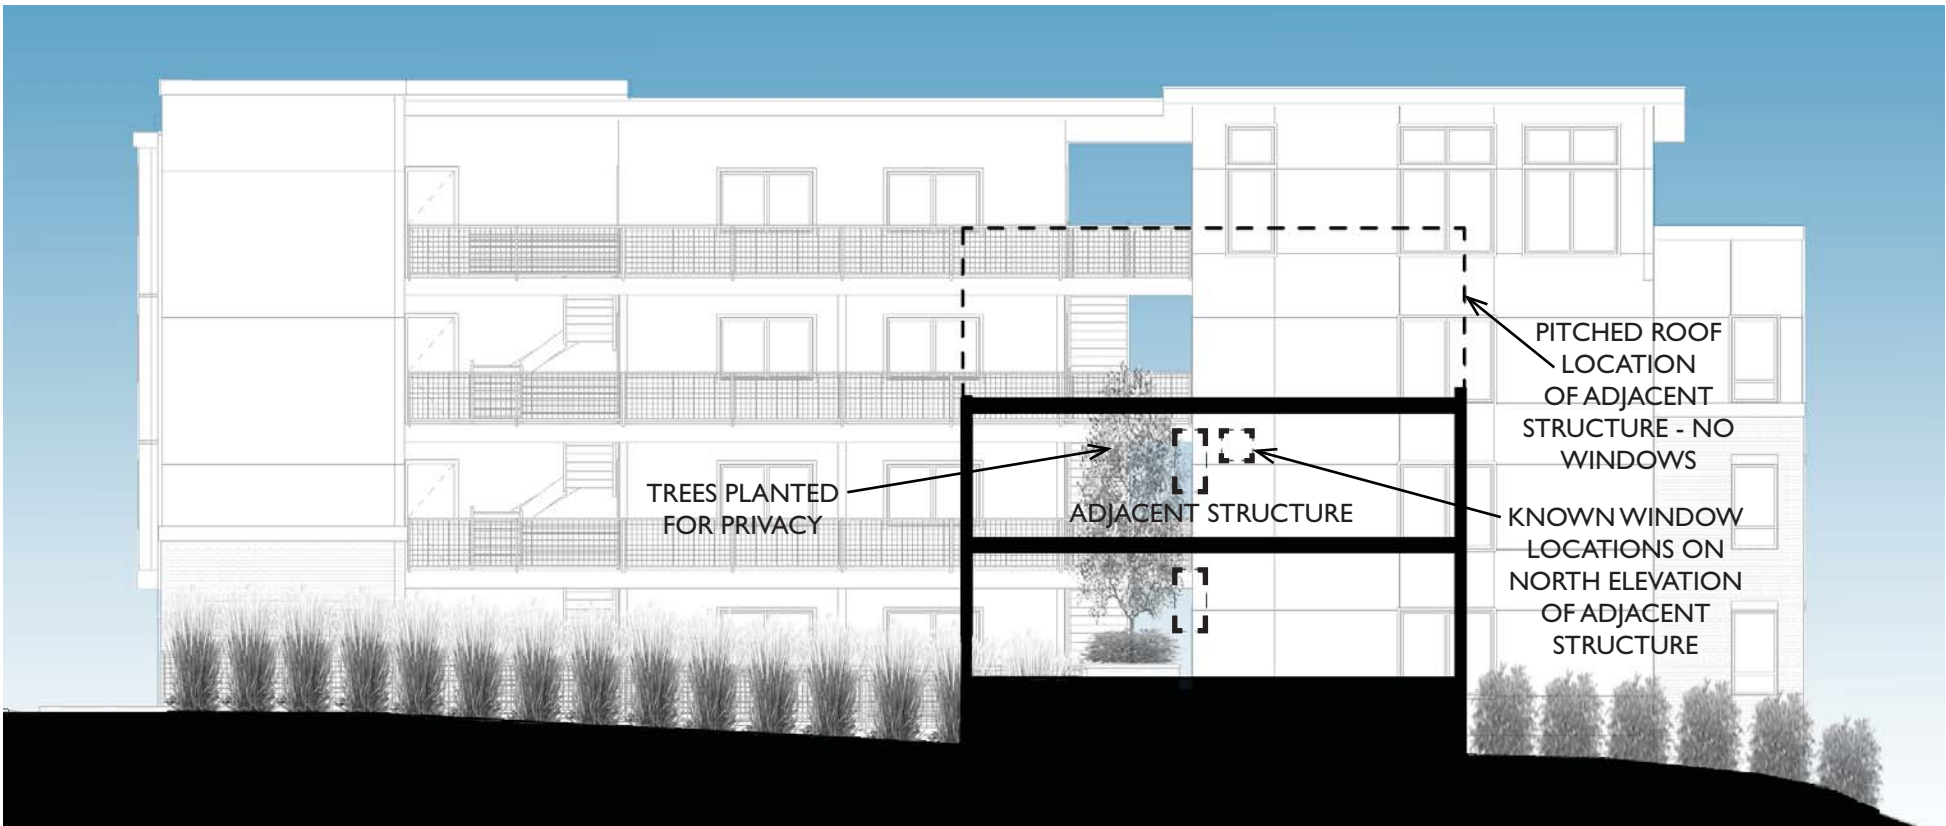 PITCHED ROOF
LOCATION
OF ADJACENT
STRUCTURE - NO
WINDOWS
TREES PLANTED
FOR PRIVACY
ADJACENT STRUCTURE
KNOWN WINDOW
LOCATIONS ON
NORTH ELEVATION
OF ADJACENT
STRUCTURE